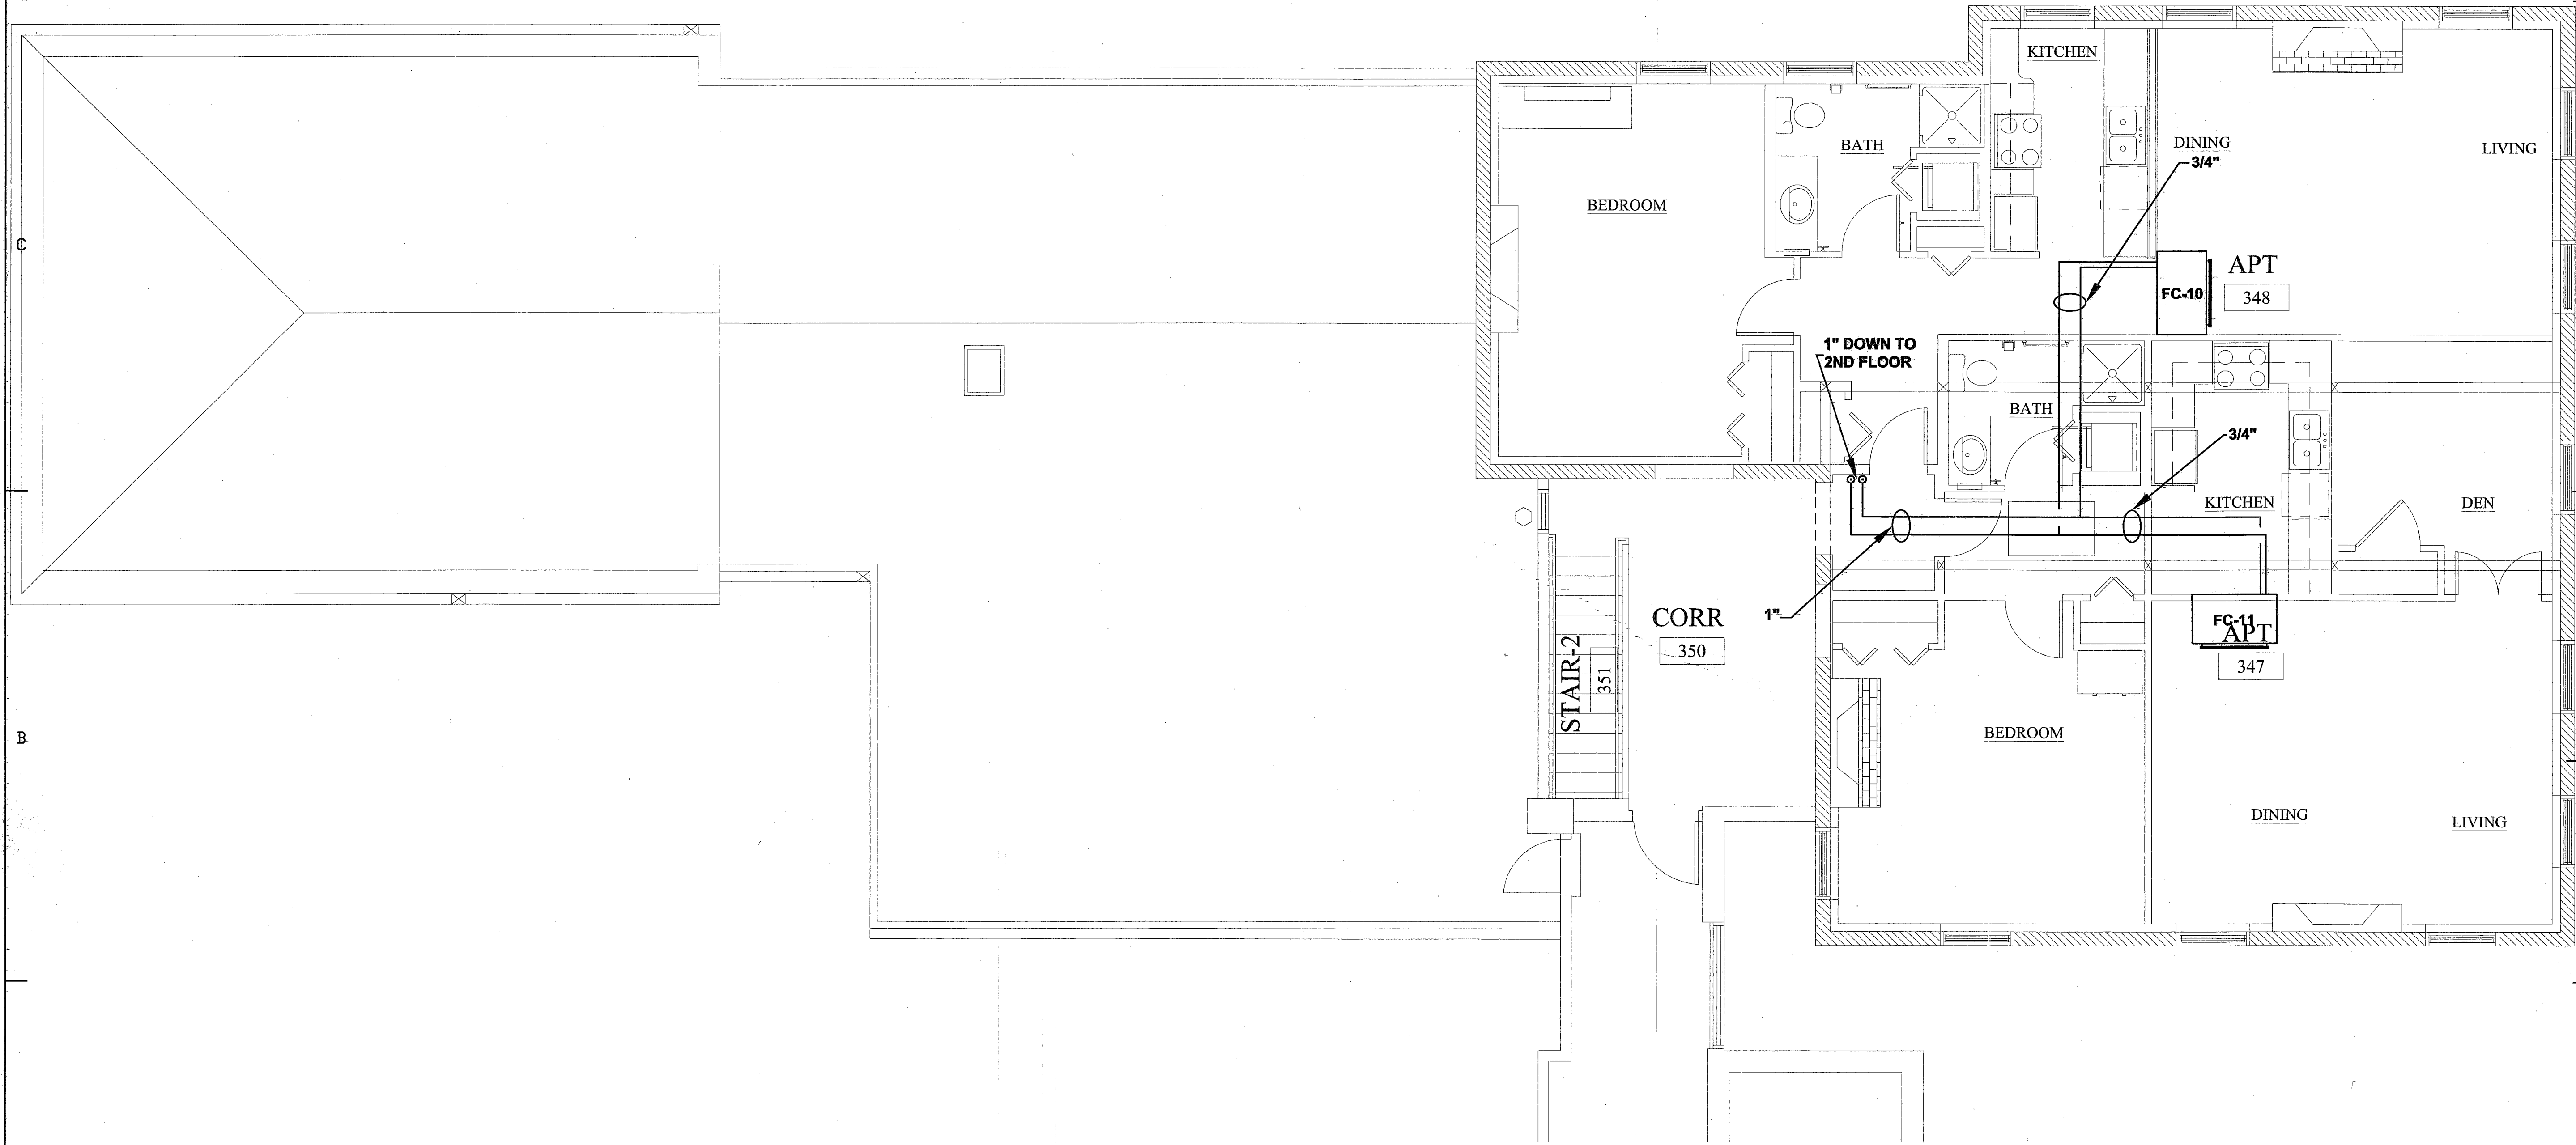 KITCHEN
BATH
DINING
3/4"
LIVING
C
BEDROOM
APT
FC-10
348
1" DOWN TO
2ND FLOOR
BATH
3/4"
KITCHEN
DEN
CORR
1"
FC-11
APT
350
347
STAIR-2
351
B
BEDROOM
DINING
LIVING